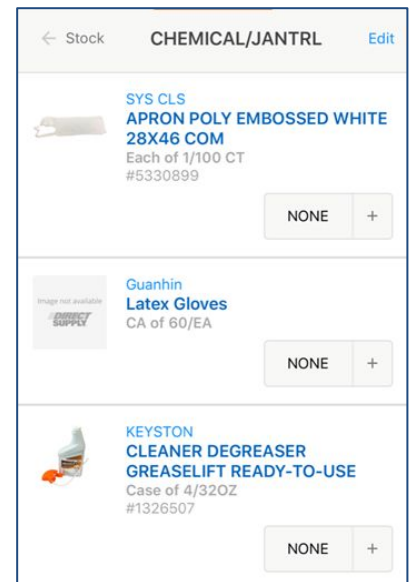 ← Stock CHEMICAL/JANTRL Edit
SYS CLS
APRON POLY EMBOSSED WHITE
28X46 COM
Each of 1/100 CT
#5330899
NONE +
Image not available
DIRECT
SUPPLY
Guanhin
Latex Gloves
CA of 60/EA
NONE +
KEYSTON
CLEANER DEGREASER
GREASELIFT READY-TO-USE
Case of 4/32OZ
#1326507
NONE +